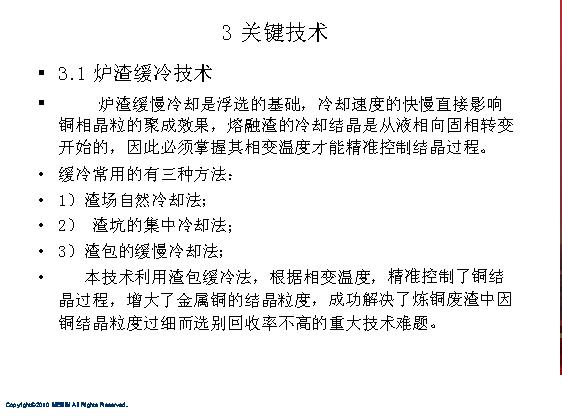 3 关键技术
▪ 3.1 炉渣缓冷技术
▪ 炉渣缓慢冷却是浮选的基础，冷却速度的快慢直接影响
铜相晶粒的聚成效果，熔融渣的冷却结晶是从液相向固相转变
开始的，因此必须掌握其相变温度才能精准控制结晶过程。
• 缓冷常用的有三种方法：
• 1）渣场自然冷却法；
• 2） 渣坑的集中冷却法；
• 3）渣包的缓慢冷却法；
• 本技术利用渣包缓冷法，根据相变温度，精准控制了铜结
晶过程，增大了金属铜的结晶粒度，成功解决了炼铜废渣中因
铜结晶粒度过细而选别回收率不高的重大技术难题。
Copyright©2010 All Rights Reserved.